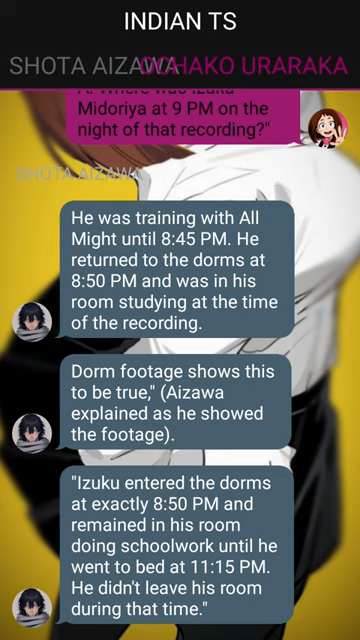 INDIAN TS
SHOTA AIZAWA
OCHAKO URARAKA
A. Where was Izuku
Midoriya at 9 PM on the
night of that recording?"
SHOTA AIZAWA
He was training with All
Might until 8:45 PM. He
returned to the dorms at
8:50 PM and was in his
room studying at the time
of the recording.
Dorm footage shows this
to be true," (Aizawa
explained as he showed
the footage).
"Izuku entered the dorms
at exactly 8:50 PM and
remained in his room
doing schoolwork until he
went to bed at 11:15 PM.
He didn't leave his room
during that time."